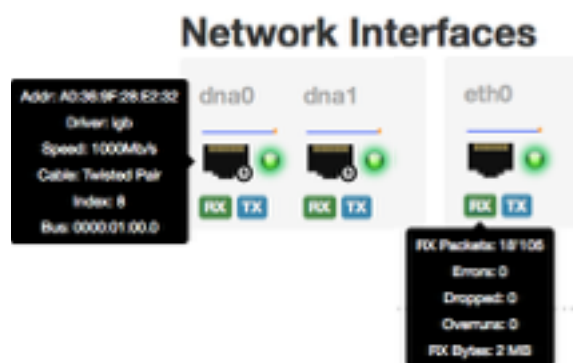 Network Interfaces
dna0
dna1
eth0
Addr: A0:36:9F:28:E2:32
Driver: igb
Speed: 1000Mb/s
Cable: Twisted Pair
Index: 8
Bus: 0000:01:00.0
RX TX
RX TX
RX TX
RX Packets: 18'106
Errors: 0
Dropped: 0
Overruns: 0
RX Bytes: 2 MB